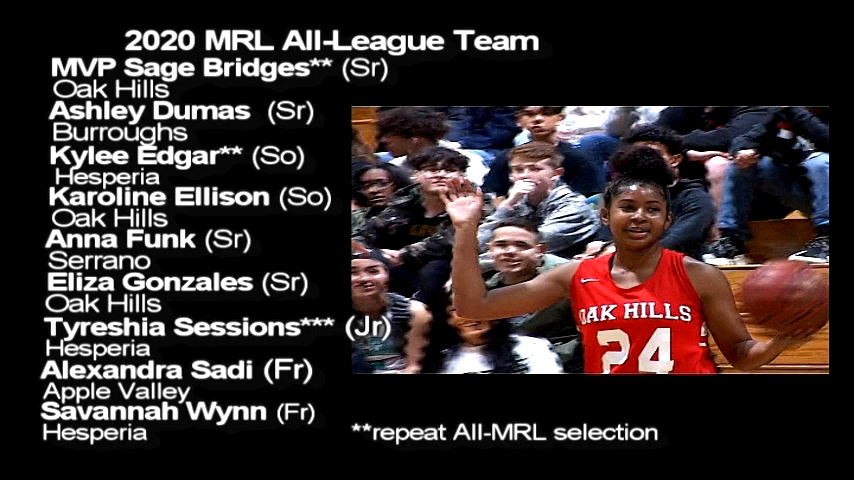 2020 MRL All-League Team
MVP Sage Bridges** (Sr)
Oak Hills
Ashley Dumas (Sr)
Burroughs
Kylee Edgar** (So)
Hesperia
Karoline Ellison (So)
Oak Hills
Anna Funk (Sr)
Serrano
Eliza Gonzales (Sr)
Oak Hills
Tyreshia Sessions*** (Jr)
Hesperia
Alexandra Sadi (Fr)
Apple Valley
Savannah Wynn (Fr)
Hesperia
**repeat All-MRL selection
OAK HILLS
24